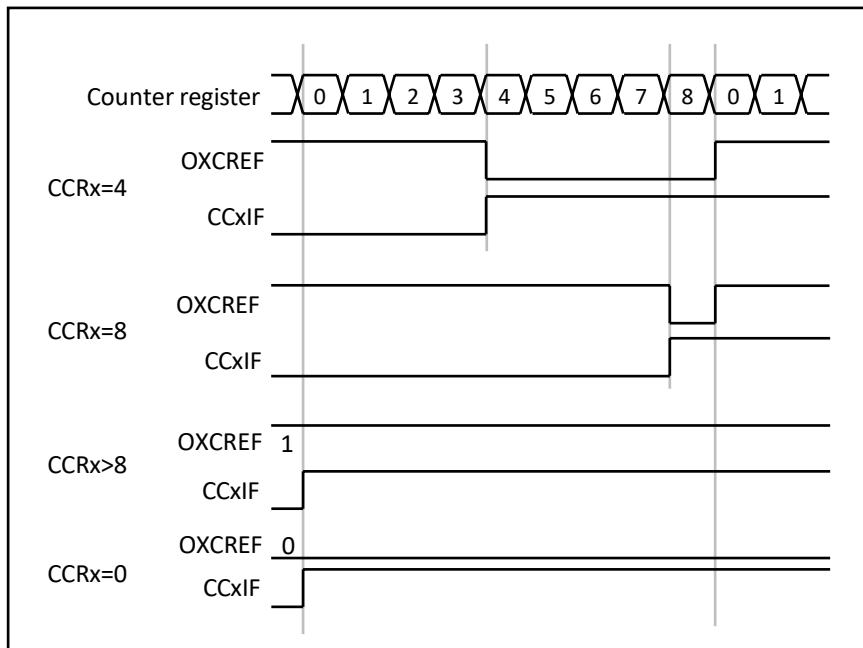 Counter register 0 1 2 3 4 5 6 7 8 0 1
OXCREF
CCRx=4
CCxIF
OXCREF
CCRx=8
CCxIF
OXCREF 1
CCRx>8
CCxIF
OXCREF 0
CCRx=0
CCxIF